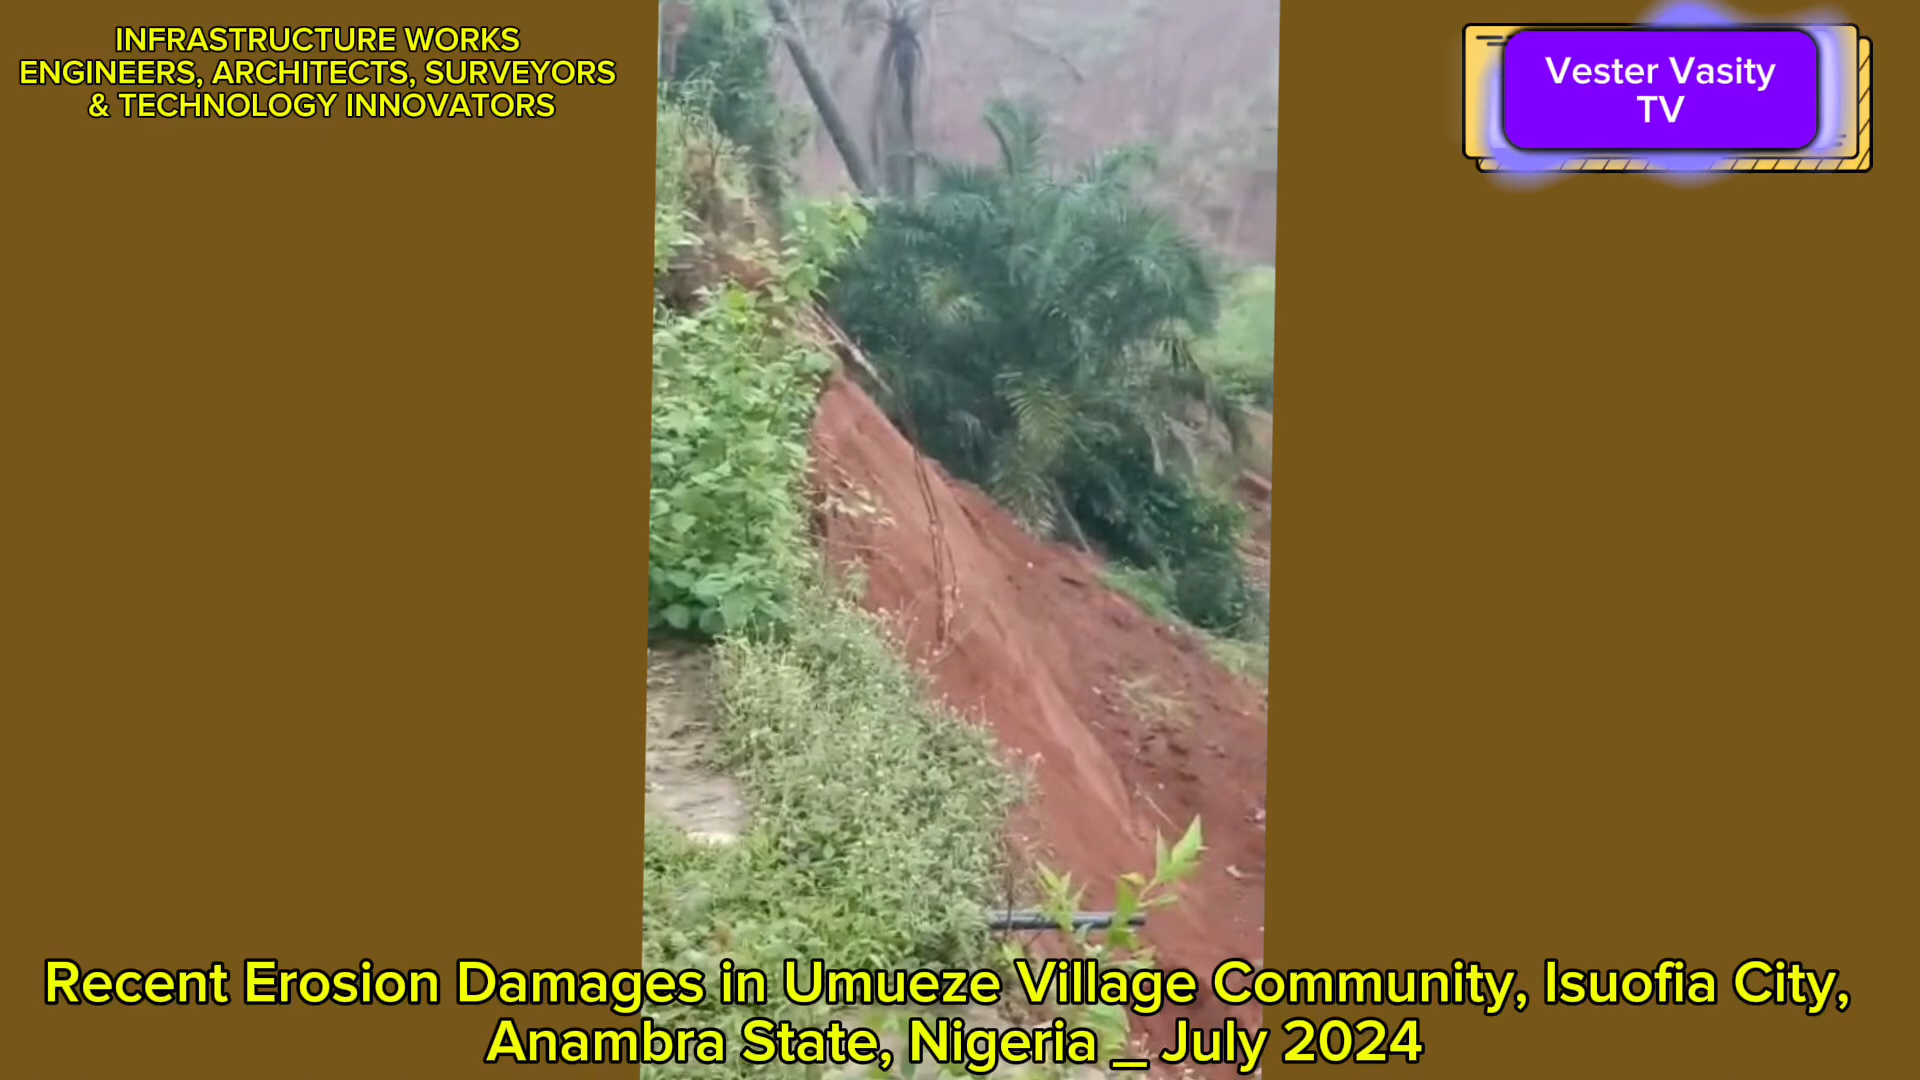 INFRASTRUCTURE WORKS
ENGINEERS, ARCHITECTS, SURVEYORS
& TECHNOLOGY INNOVATORS
Vester Vasity
TV
Recent Erosion Damages in Umueze Village Community, Isuofia City,
Anambra State, Nigeria _ July 2024